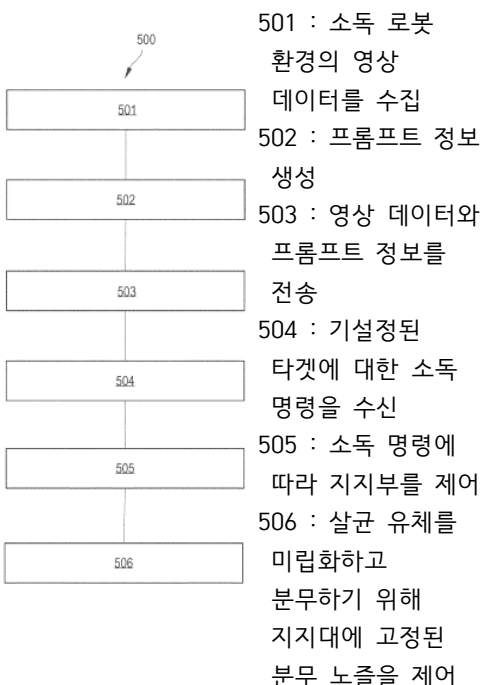 500
501
502
503
504
505
506
501 : 소독 로봇
환경의 영상
데이터를 수집
502 : 프롬프트 정보
생성
503 : 영상 데이터와
프롬프트 정보를
전송
504 : 기설정된
타겟에 대한 소독
명령을 수신
505 : 소독 명령에
따라 지지부를 제어
506 : 살균 유체를
미립화하고
분무하기 위해
지지대에 고정된
분무 노즐을 제어